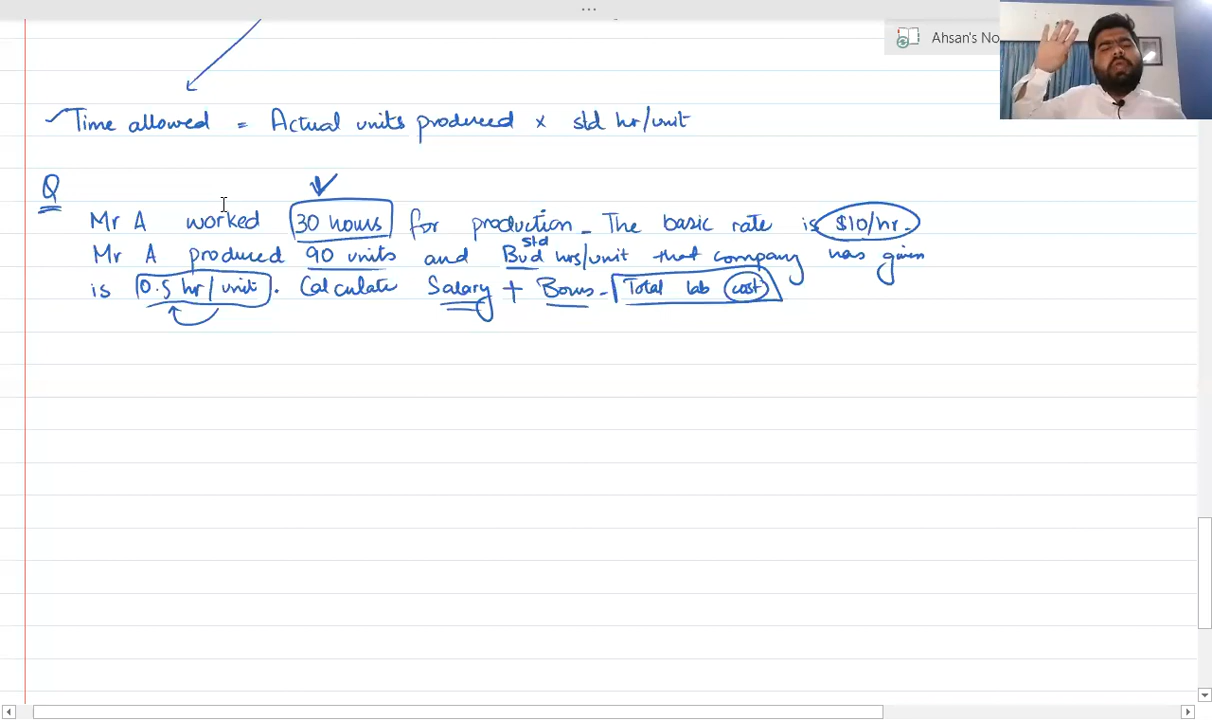 Ahsan's No
Time allowed = Actual units produced x std hr/unit
Q
Mr A worked 30 hours for production - The basic rate is $10/hr.
std
Mr A produced 90 units and Bud hrs/unit that company has given
is 0.5 hr/unit. Calculate Salary + Bonus - Total lab cost